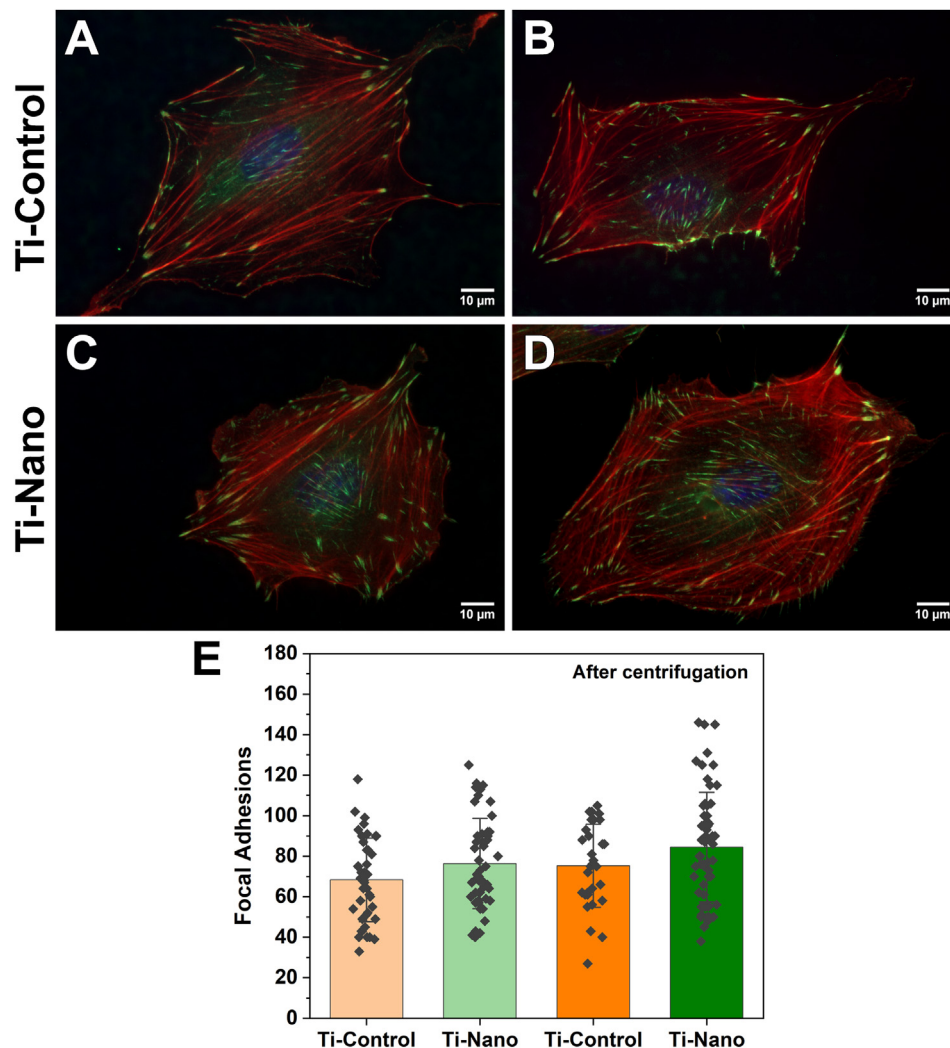 A
B
Ti-Control
10 µm
10 µm
C
D
Ti-Nano
10 µm
10 µm
E
After centrifugation
Focal Adhesions
180
160
140
120
100
80
60
40
20
0
Ti-Control
Ti-Nano
Ti-Control
Ti-Nano